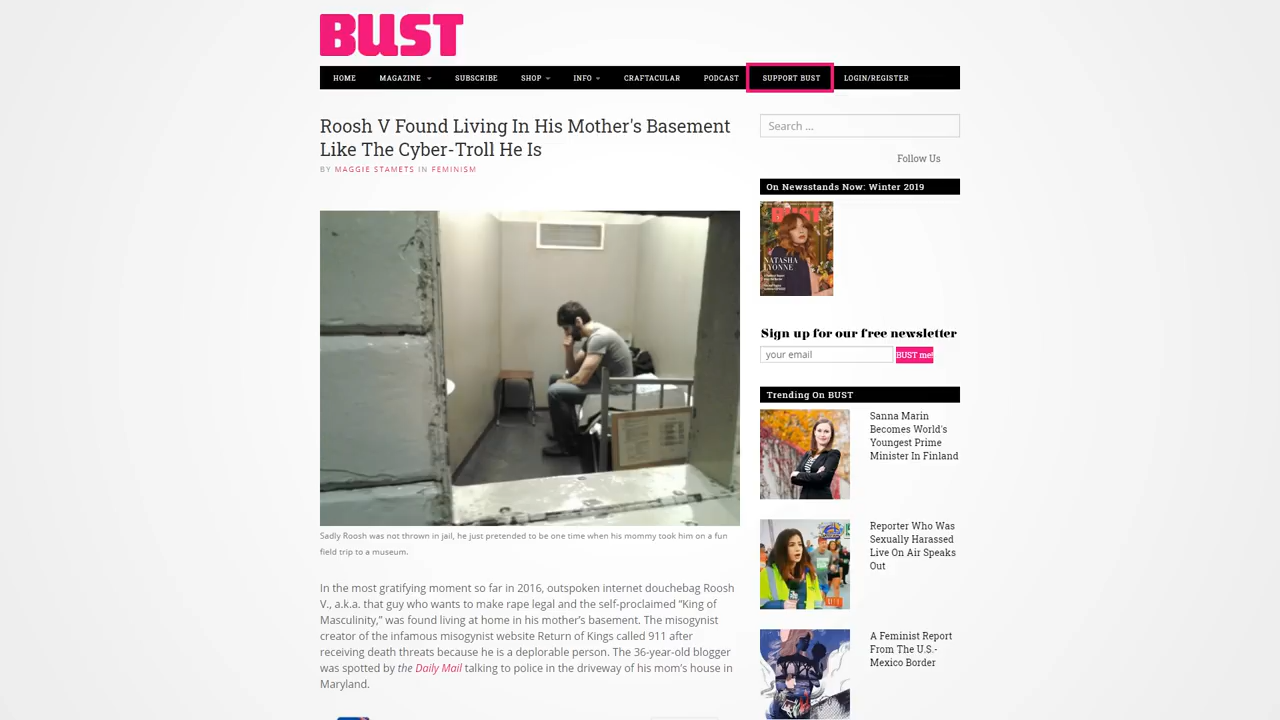 BUST
HOME MAGAZINE SUBSCRIBE SHOP INFO CRAFTACULAR PODCAST SUPPORT BUST LOGIN/REGISTER
Roosh V Found Living In His Mother's Basement
Like The Cyber-Troll He Is
BY MAGGIE STAMETS IN FEMINISM
Sadly Roosh was not thrown in jail, he just pretended to be one time when his mommy took him on a fun
field trip to a museum.
In the most gratifying moment so far in 2016, outspoken internet douchebag Roosh
V., a.k.a. that guy who wants to make rape legal and the self-proclaimed “King of
Masculinity,” was found living at home in his mother’s basement. The misogynist
creator of the infamous misogynist website Return of Kings called 911 after
receiving death threats because he is a deplorable person. The 36-year-old blogger
was spotted by the Daily Mail talking to police in the driveway of his mom’s house in
Maryland.
Search ...
Follow Us
On Newsstands Now: Winter 2019
BUST
NATASHA
LYONNE
Sign up for our free newsletter
your email BUST me!
Trending On BUST
Sanna Marin
Becomes World's
Youngest Prime
Minister In Finland
Reporter Who Was
Sexually Harassed
Live On Air Speaks
Out
A Feminist Report
From The U.S.-
Mexico Border